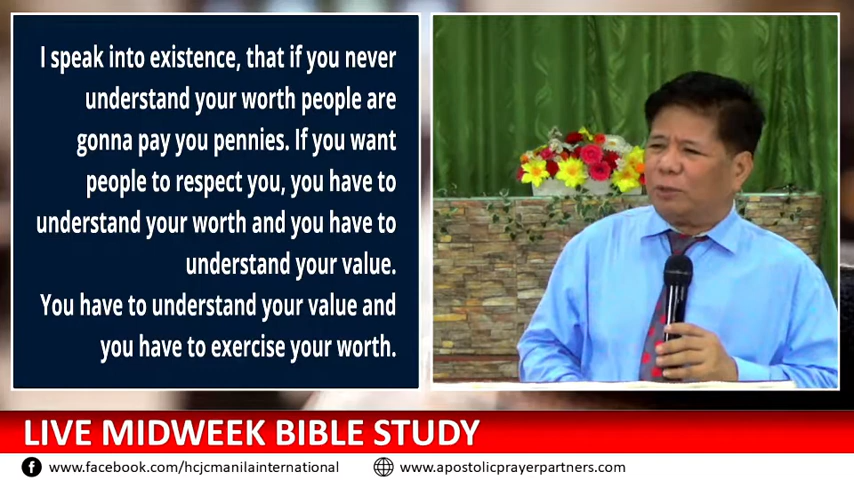 I speak into existence, that if you never
understand your worth people are
gonna pay you pennies. If you want
people to respect you, you have to
understand your worth and you have to
understand your value.
You have to understand your value and
you have to exercise your worth.
LIVE MIDWEEK BIBLE STUDY
www.facebook.com/hcjcmanilainternational
www.apostolicprayerpartners.com